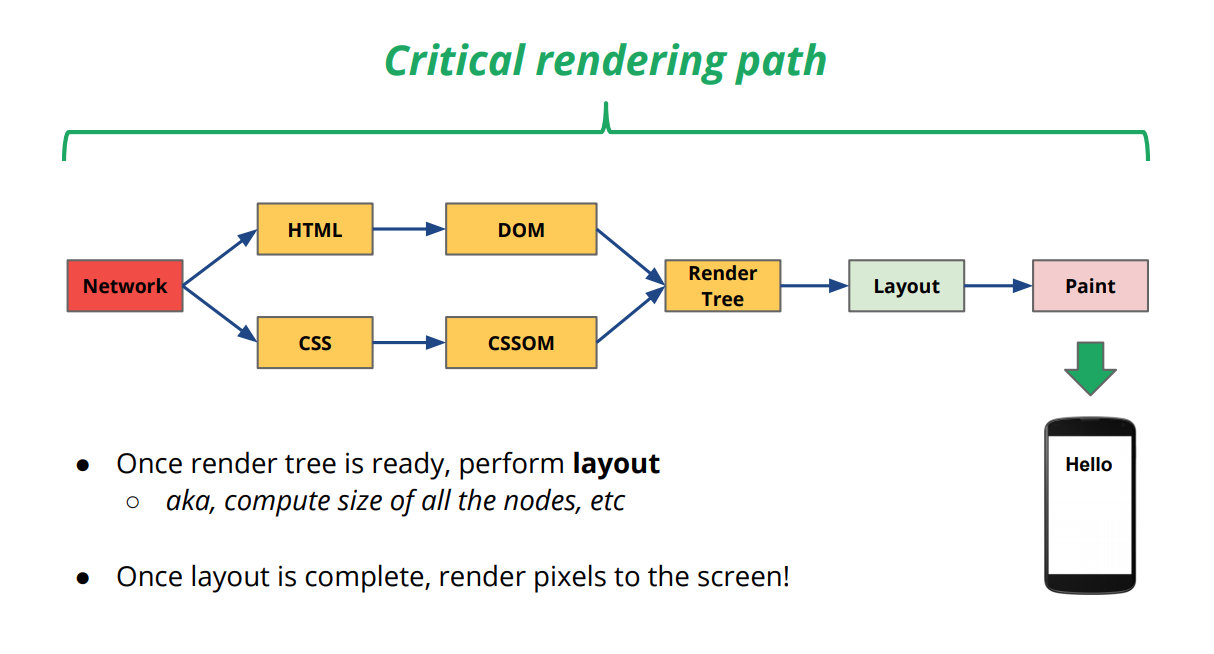 Critical rendering path
HTML
DOM
Network
Render
Tree
Layout
Paint
CSS
CSSOM
● Once render tree is ready, perform layout
○ aka, compute size of all the nodes, etc
● Once layout is complete, render pixels to the screen!
Hello